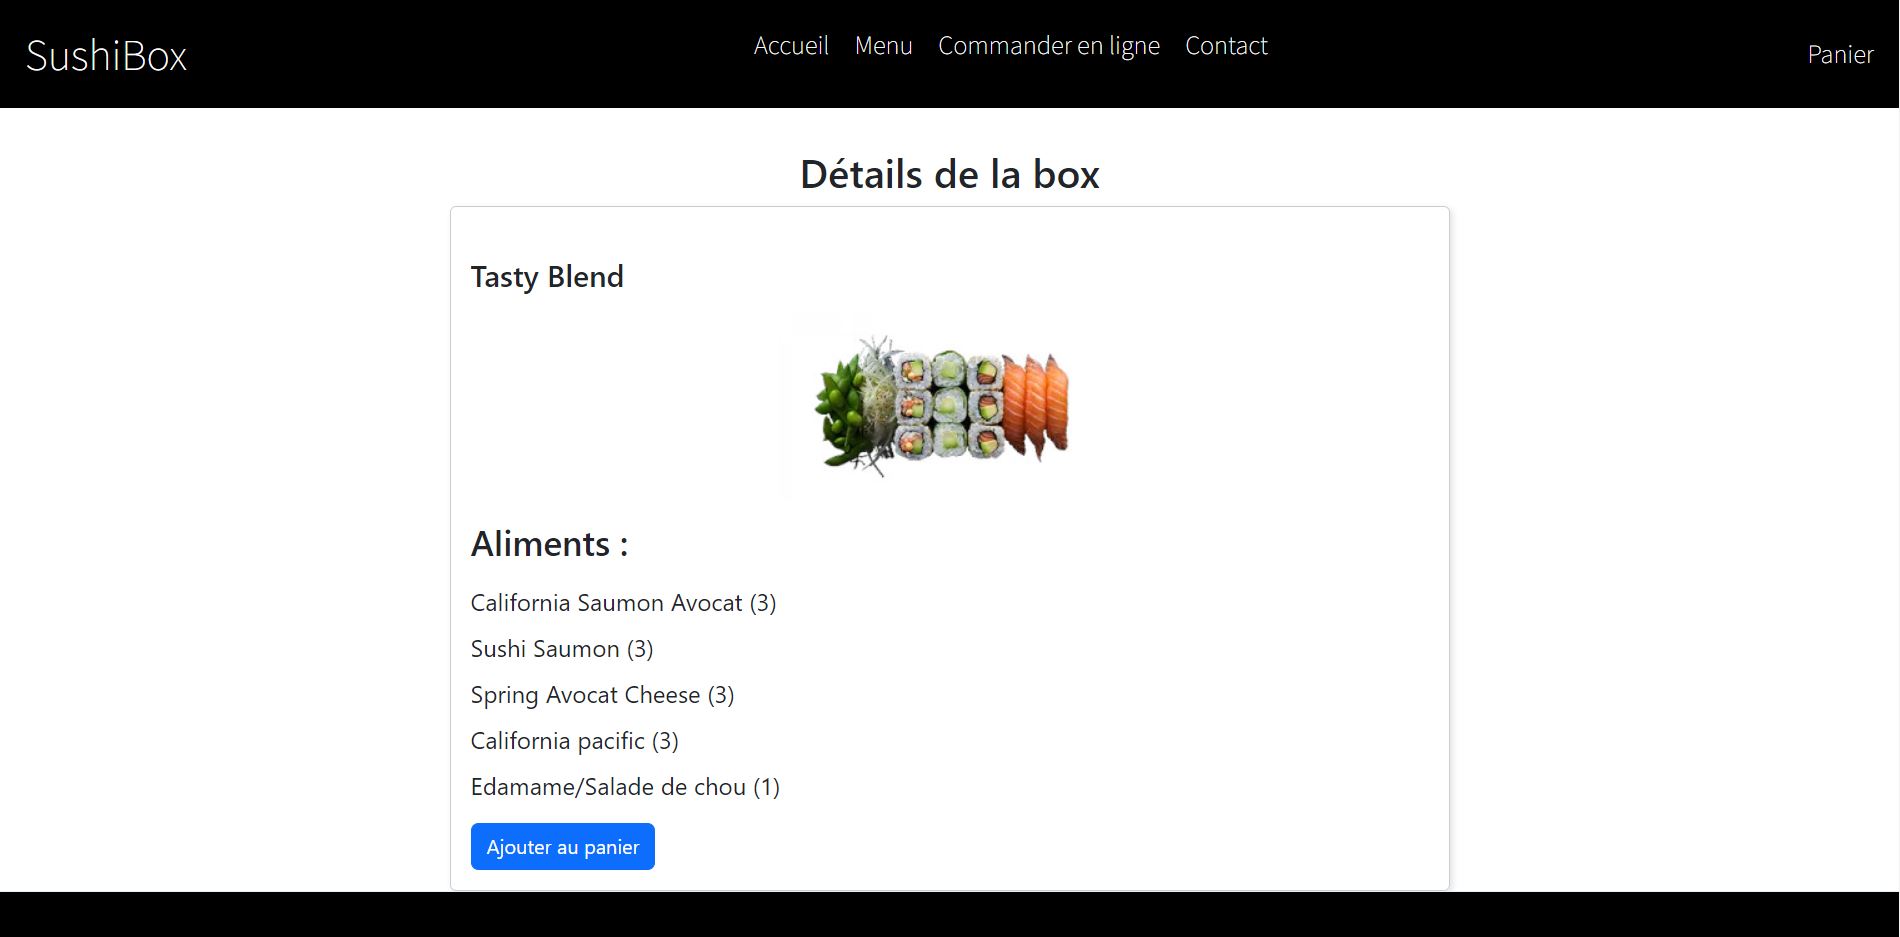 SushiBox
Accueil Menu Commander en ligne Contact
Panier
Détails de la box
Tasty Blend
Aliments :
California Saumon Avocat (3)
Sushi Saumon (3)
Spring Avocat Cheese (3)
California pacific (3)
Edamame/Salade de chou (1)
Ajouter au panier